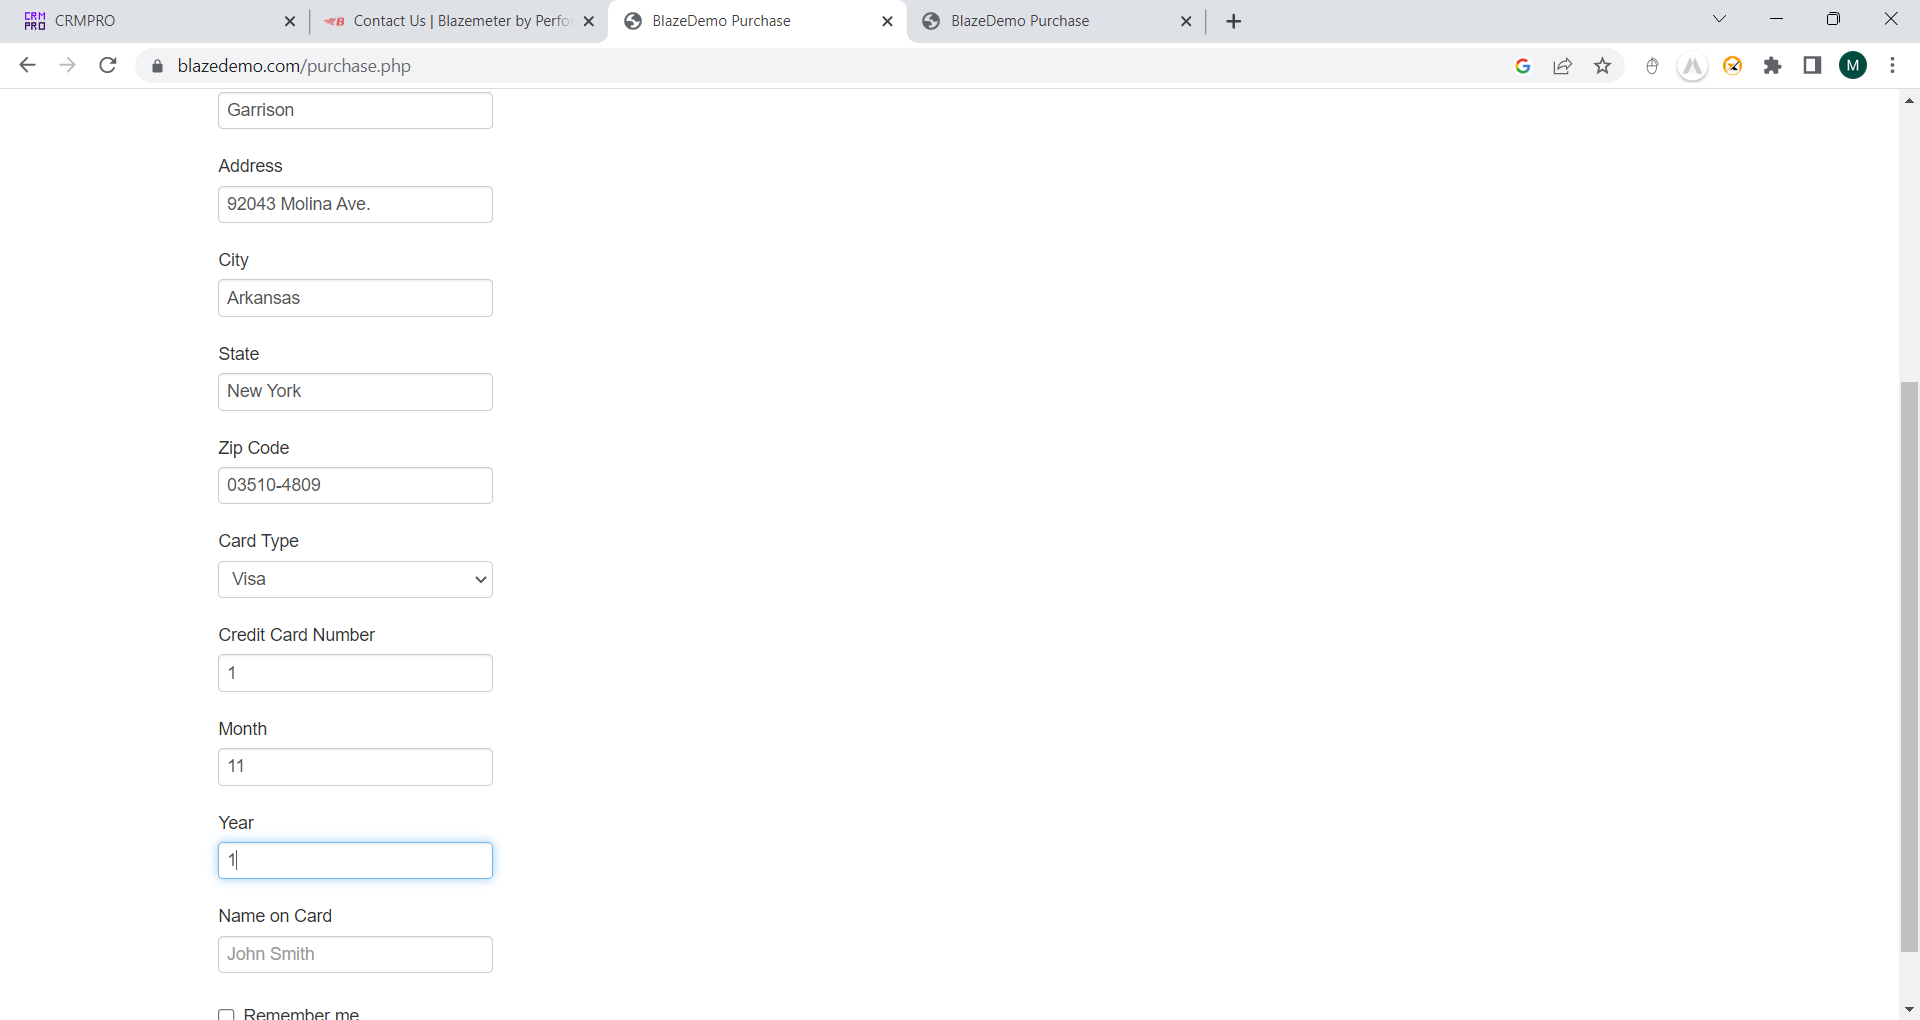 CRM PRO CRMPRO
Contact Us | Blazemeter by Perfo
BlazeDemo Purchase
BlazeDemo Purchase
blazedemo.com/purchase.php
M
Garrison
Address
92043 Molina Ave.
City
Arkansas
State
New York
Zip Code
03510-4809
Card Type
Visa
Credit Card Number
1
Month
11
Year
1
Name on Card
John Smith
Remember me